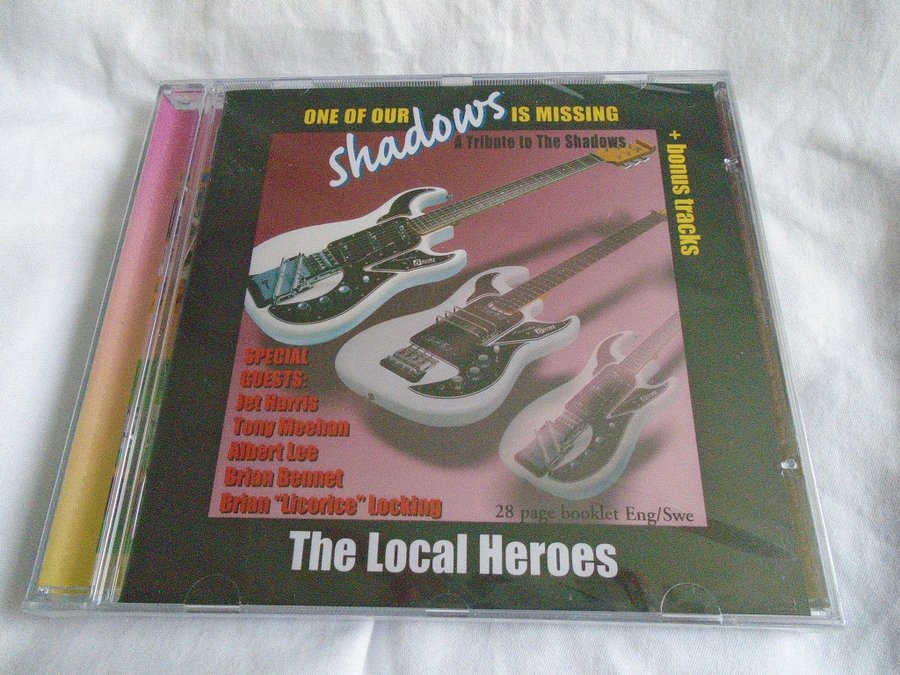 ONE OF OUR shadows IS MISSING
A Tribute to The Shadows
+ bonus tracks
SPECIAL
GUESTS:
Jet Harris
Tony Meehan
Albert Lee
Brian Bennet
Brian "Licorice" Locking
28 page booklet Eng/Swe
The Local Heroes